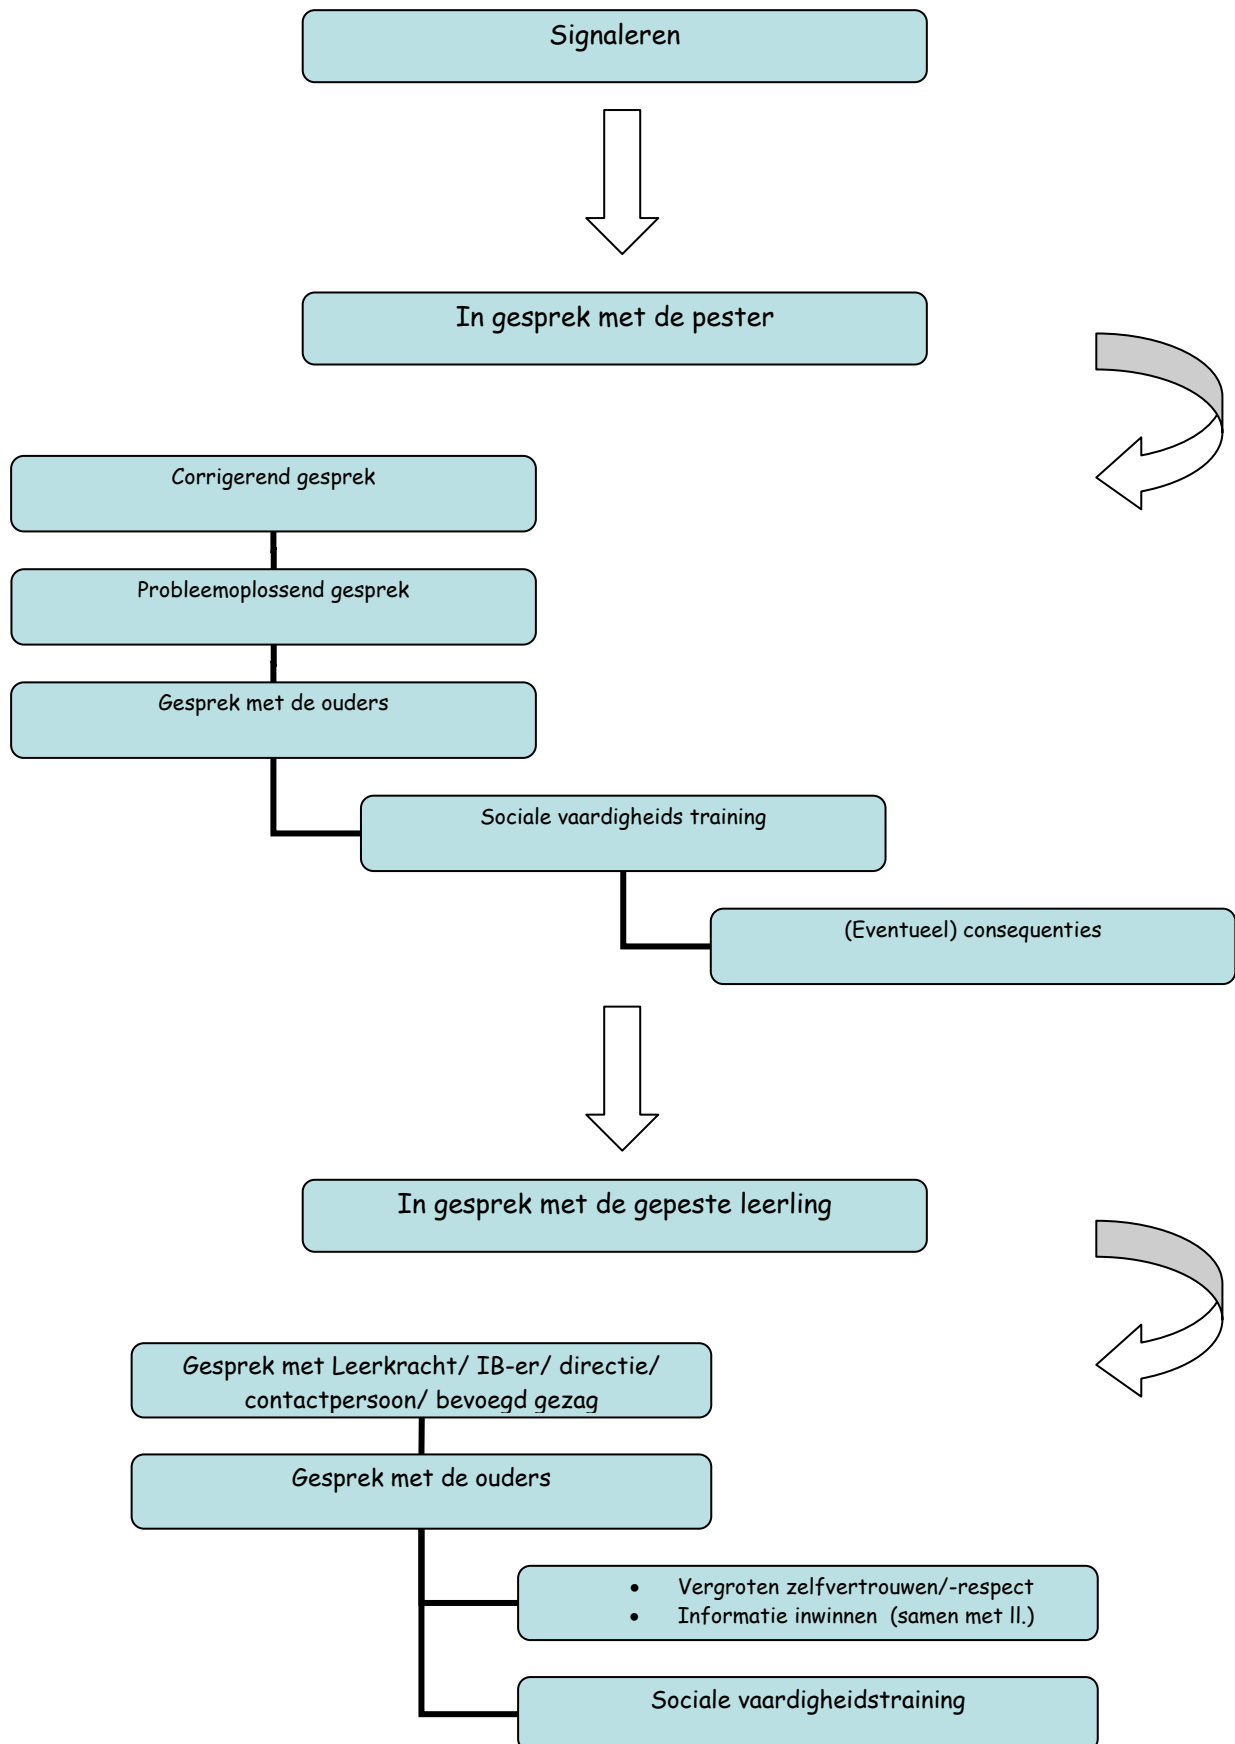 Signaleren
In gesprek met de pester
Corrigerend gesprek
Probleemoplossend gesprek
Gesprek met de ouders
Sociale vaardigheids training
(Eventueel) consequenties
In gesprek met de gepeste leerling
Gesprek met Leerkracht/ IB-er/ directie/
contactpersoon/ bevoegd gezag
Gesprek met de ouders
• Vergroten zelfvertrouwen/-respect
• Informatie inwinnen (samen met ll.)
Sociale vaardigheidstraining